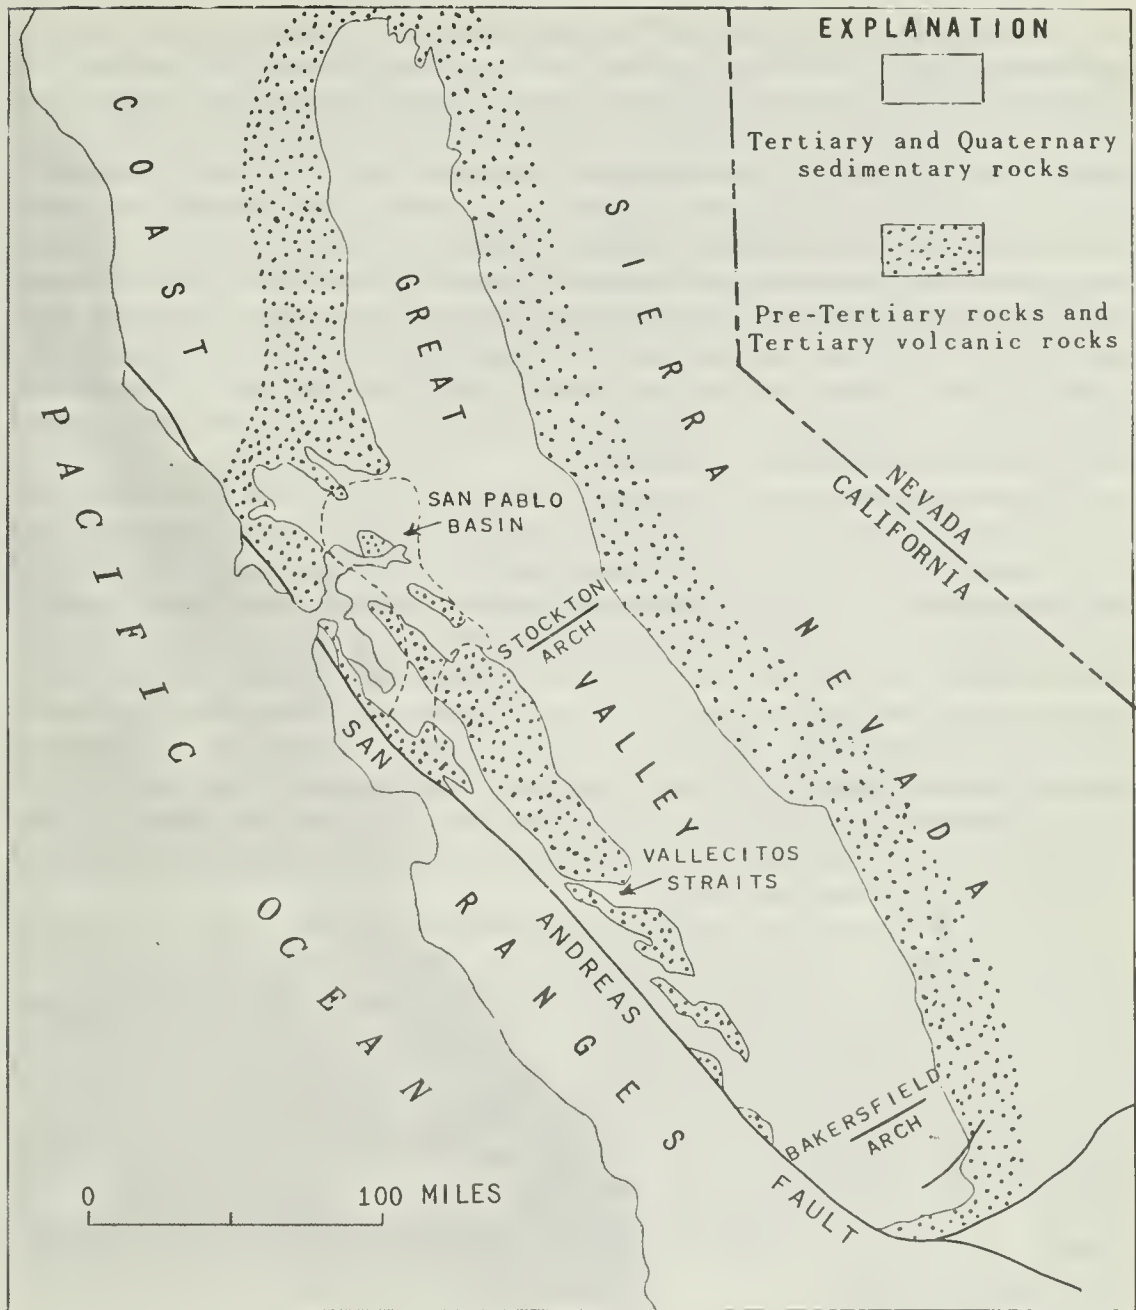 EXPLANATION
Tertiary and Quaternary
sedimentary rocks
Pre-Tertiary rocks and
Tertiary volcanic rocks
COAST
RANGES
GREAT
VALLEY
SIERRA
NEVADA
PACIFIC
OCEAN
NEVADA
CALIFORNIA
SAN PABLO
BASIN
STOCKTON
ARCH
VALLECITOS
STRAITS
SAN
ANDREAS
FAULT
BAKERSFIELD
ARCH
0 100 MILES